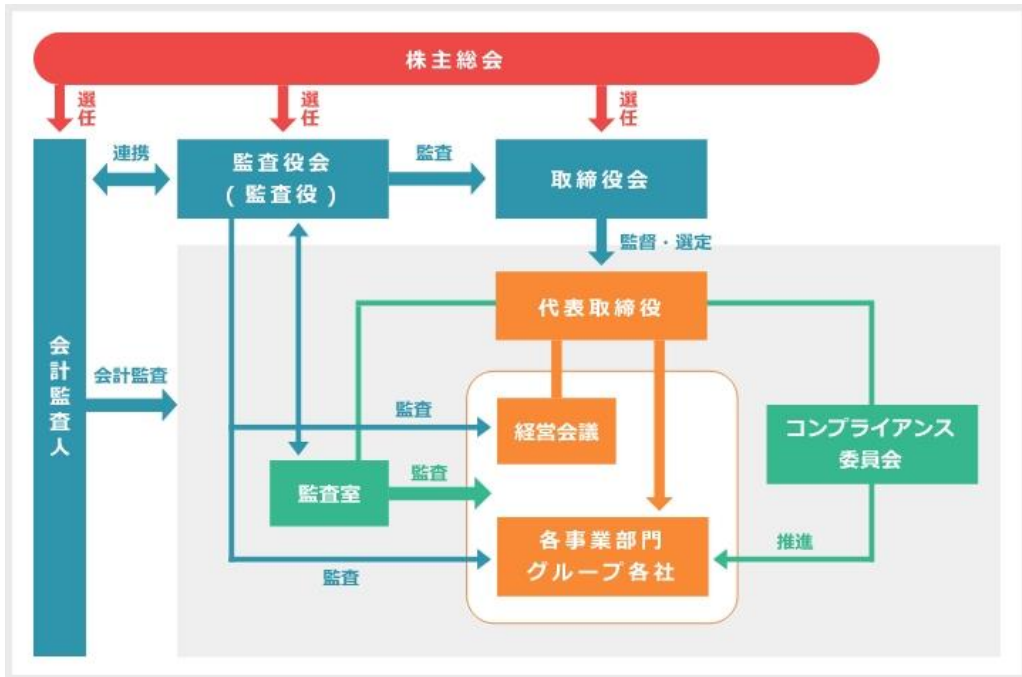 株主総会
選任
選任
選任
連携
監査役会
(監査役)
監査
取締役会
監督・選定
代表取締役
会計監査人
会計監査
監査
経営会議
コンプライアンス
委員会
監査室
監査
各事業部門
グループ各社
推進
監査